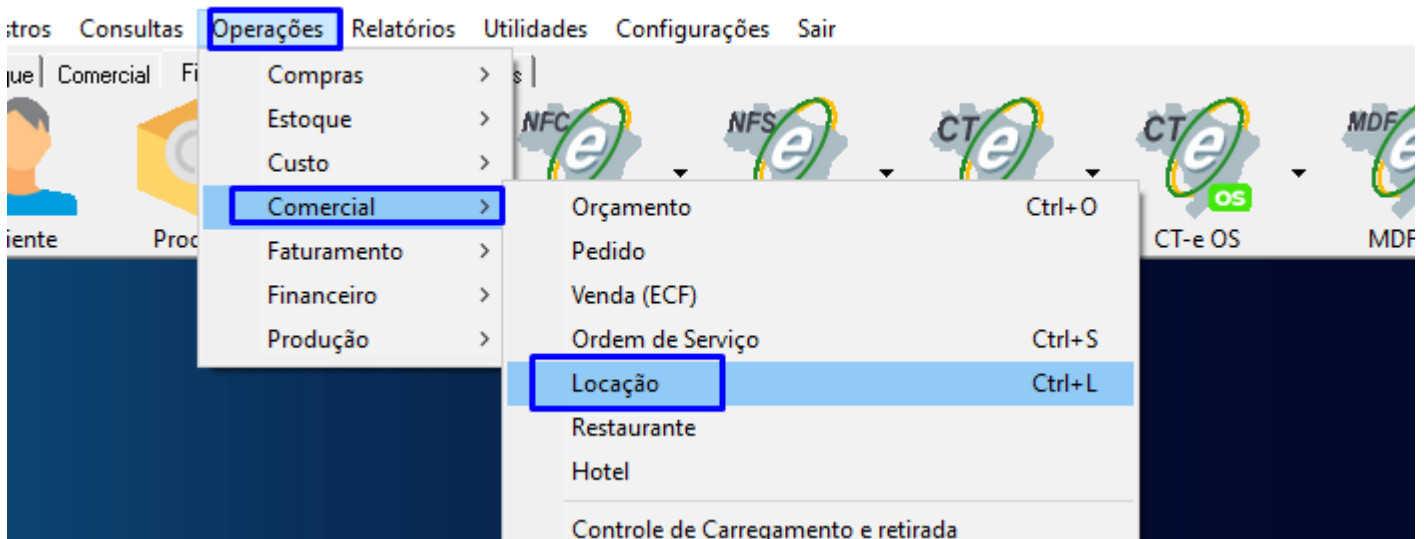 stros Consultas Operações Relatórios Utilidades Configurações Sair
que Comercial Fi s
Compras
Estoque
Custo
Comercial
Faturamento
Financeiro
Produção
NFC e NFS e CT e CT e OS MDF e
iente Prod CT-e OS MDF
Orçamento Ctrl+O
Pedido
Venda (ECF)
Ordem de Serviço Ctrl+S
Locação Ctrl+L
Restaurante
Hotel
Controle de Carregamento e retirada